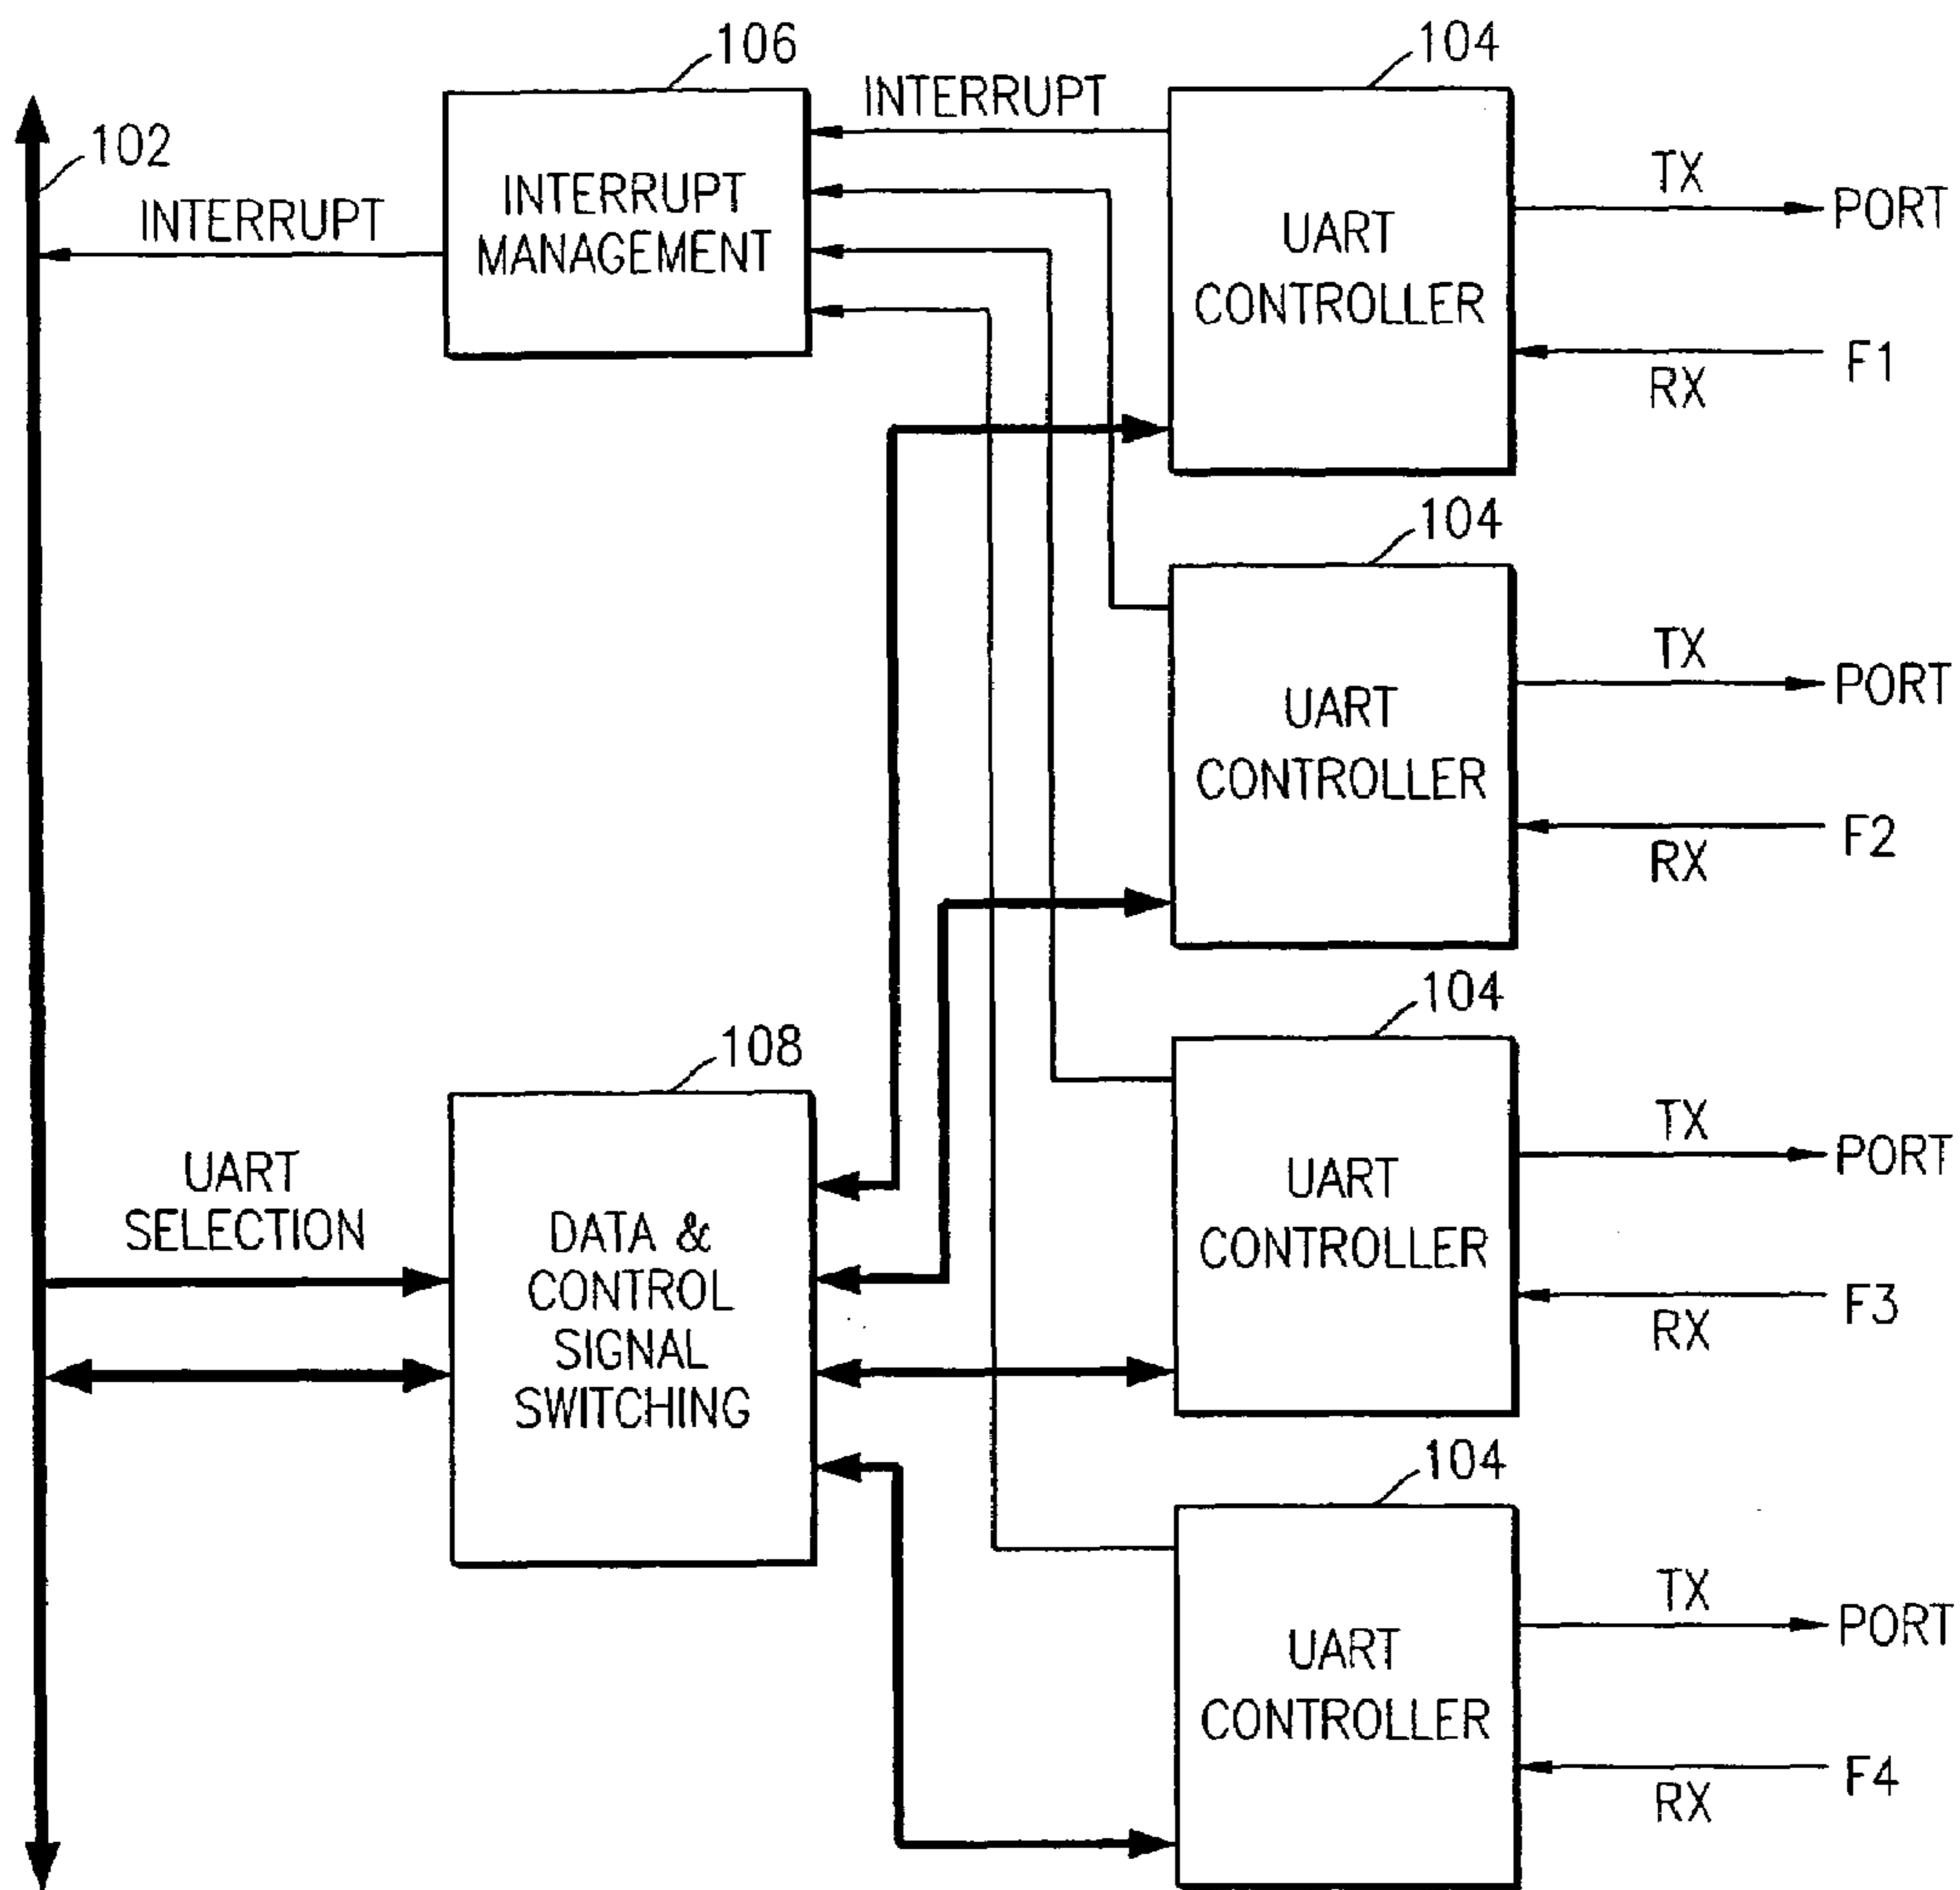 106
104
INTERRUPT
102
INTERRUPT
INTERRUPT
MANAGEMENT
UART
CONTROLLER
TX
PORT
F1
RX
104
UART
CONTROLLER
TX
PORT
F2
RX
104
UART
CONTROLLER
TX
PORT
F3
RX
108
UART
SELECTION
DATA &
CONTROL
SIGNAL
SWITCHING
104
UART
CONTROLLER
TX
PORT
F4
RX